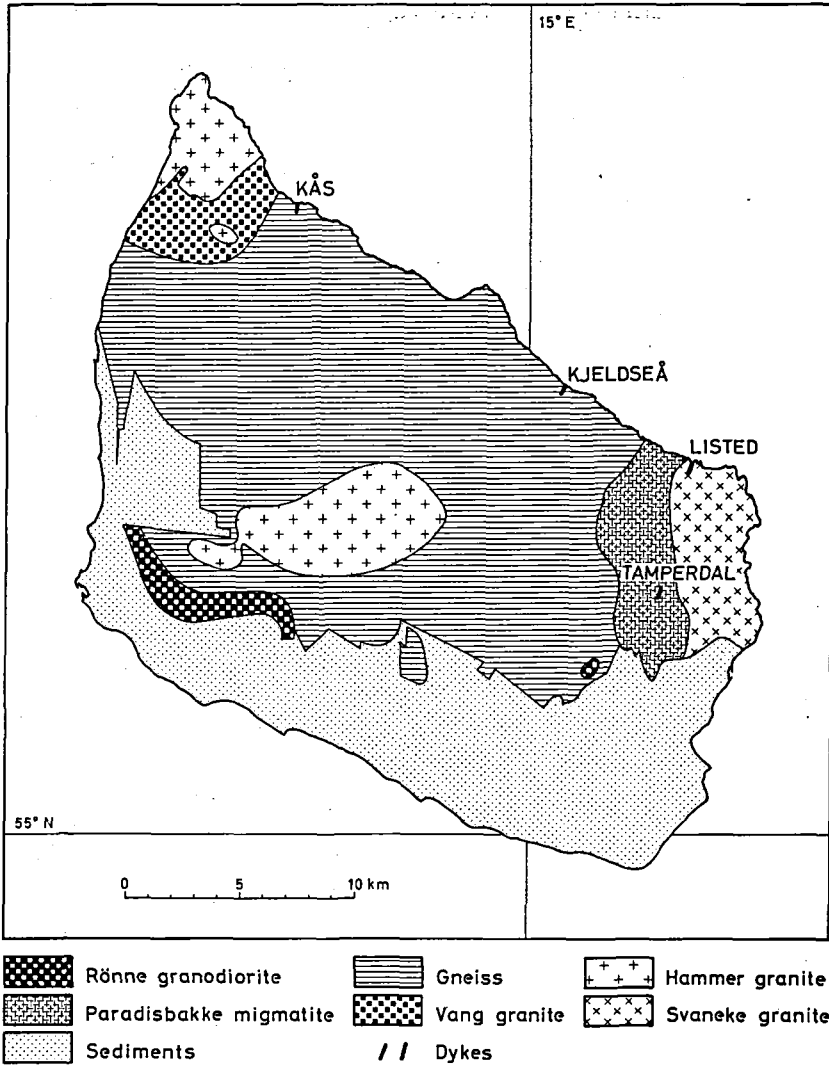 15° E
KÅS
KJELDSEÅ
LISTED
TAMPERDAL
55° N
0 5 10 km
Rönne granodiorite
Gneiss
Hammer granite
Paradisbakke migmatite
Vang granite
Svaneke granite
Sediments
Dykes